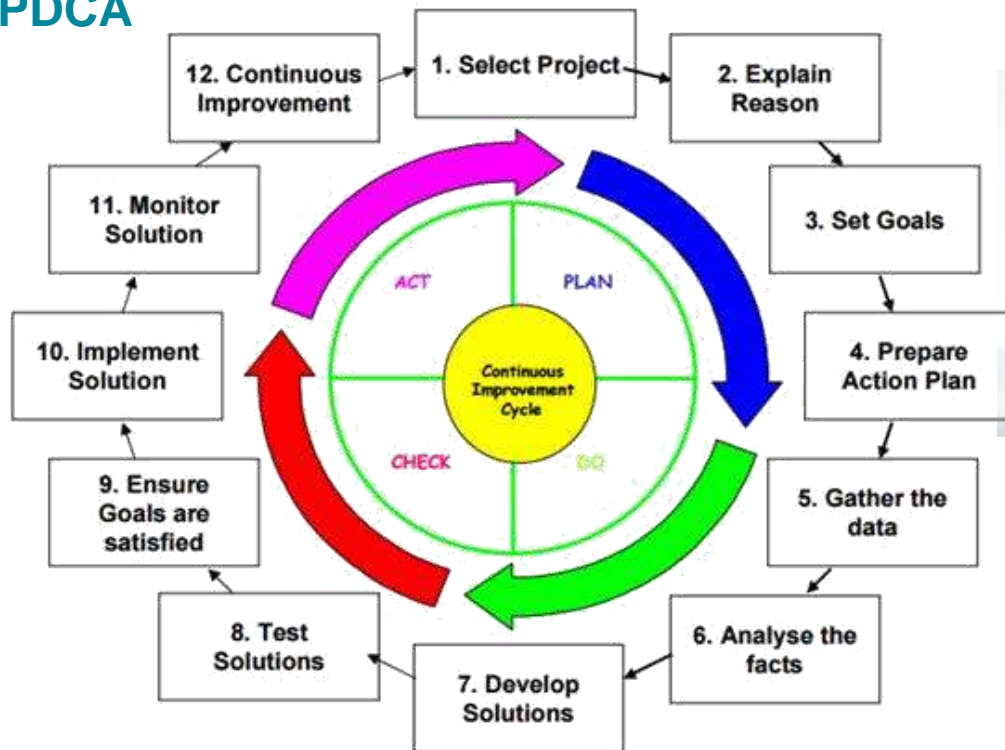 PDCA
1. Select Project
2. Explain
Reason
3. Set Goals
4. Prepare
Action Plan
5. Gather the
data
6. Analyse the
facts
7. Develop
Solutions
8. Test
Solutions
9. Ensure
Goals are
satisfied
10. Implement
Solution
11. Monitor
Solution
12. Continuous
Improvement
ACT
PLAN
Continuous
Improvement
Cycle
CHECK
DO